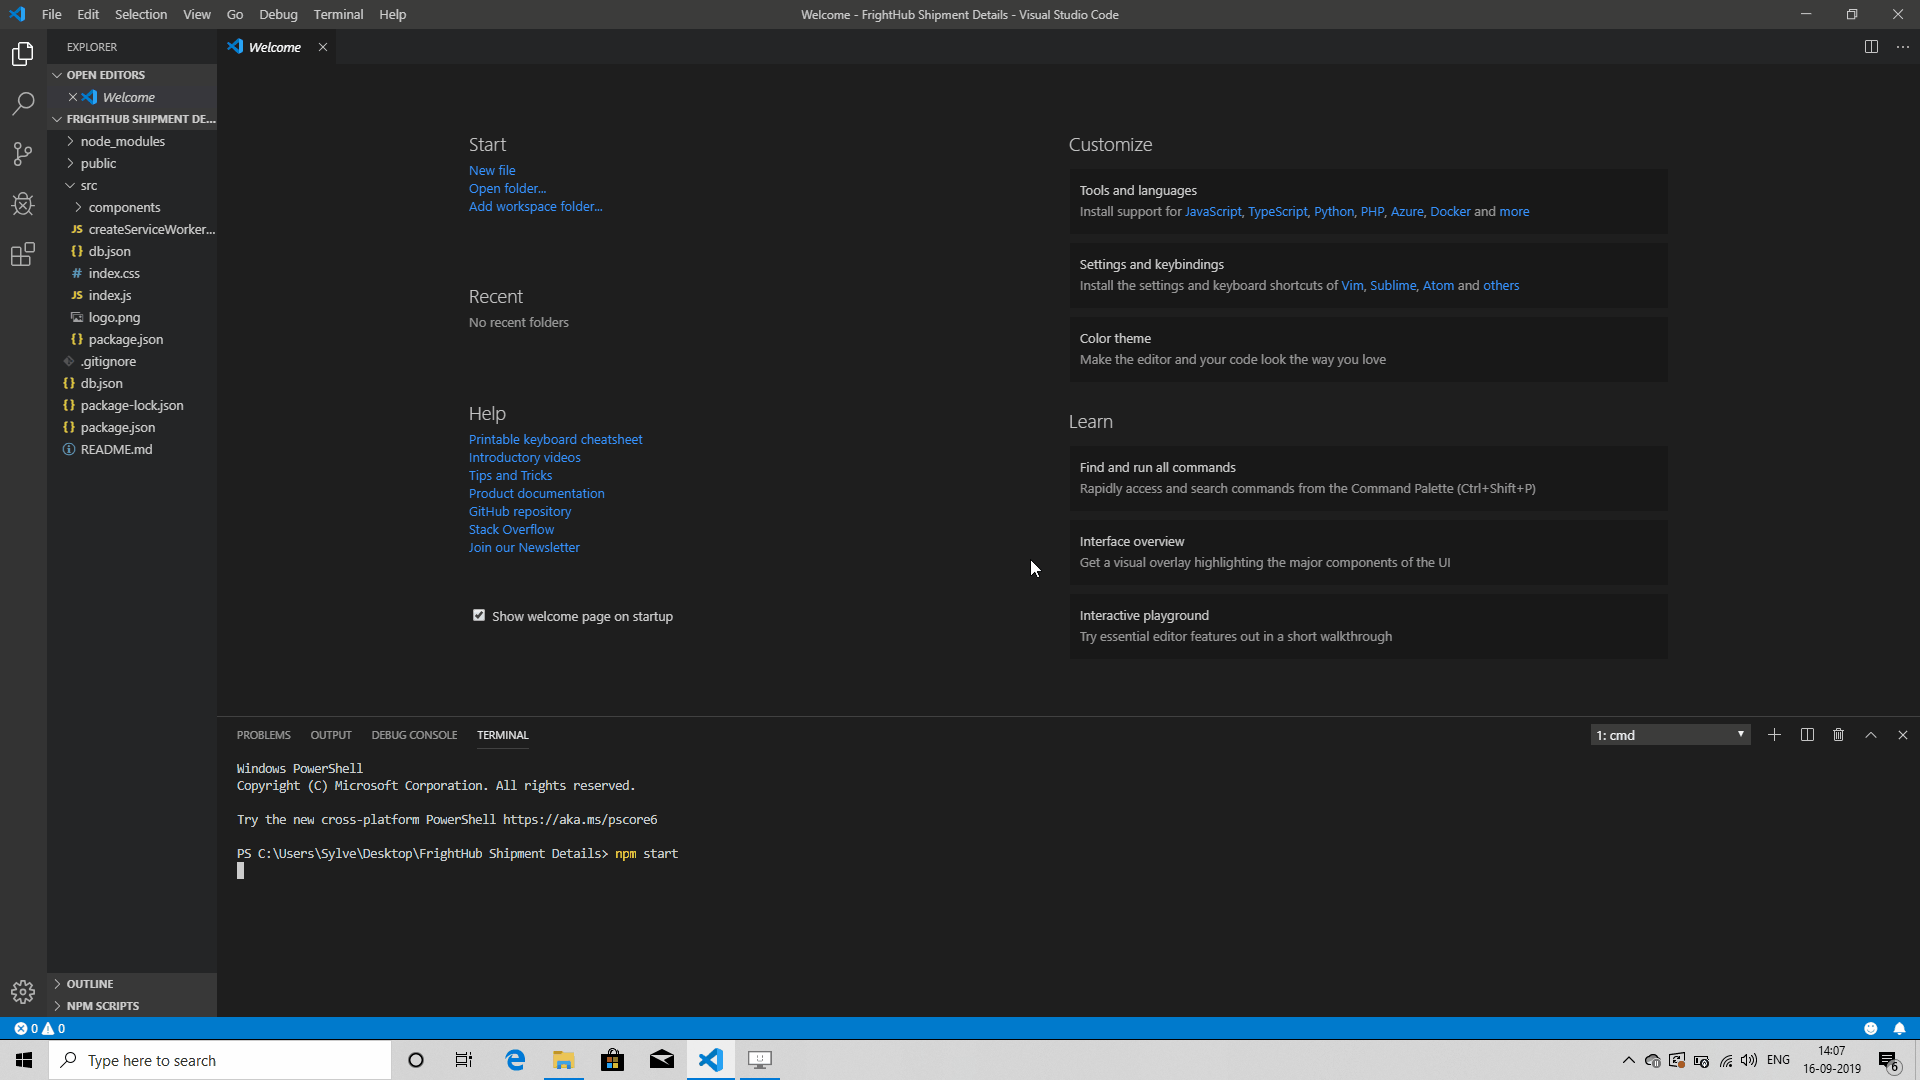 File Edit Selection View Go Debug Terminal Help
Welcome - FrightHub Shipment Details - Visual Studio Code
EXPLORER
OPEN EDITORS
Welcome
FRIGHTHUB SHIPMENT DE...
node_modules
public
src
components
createServiceWorker...
db.json
index.css
index.js
logo.png
package.json
.gitignore
db.json
package-lock.json
package.json
README.md
OUTLINE
NPM SCRIPTS
Welcome
Start
New file
Open folder...
Add workspace folder...
Recent
No recent folders
Help
Printable keyboard cheatsheet
Introductory videos
Tips and Tricks
Product documentation
GitHub repository
Stack Overflow
Join our Newsletter
Show welcome page on startup
Customize
Tools and languages
Install support for JavaScript, TypeScript, Python, PHP, Azure, Docker and more
Settings and keybindings
Install the settings and keyboard shortcuts of Vim, Sublime, Atom and others
Color theme
Make the editor and your code look the way you love
Learn
Find and run all commands
Rapidly access and search commands from the Command Palette (Ctrl+Shift+P)
Interface overview
Get a visual overlay highlighting the major components of the UI
Interactive playground
Try essential editor features out in a short walkthrough
PROBLEMS OUTPUT DEBUG CONSOLE TERMINAL
1: cmd
Windows PowerShell
Copyright (C) Microsoft Corporation. All rights reserved.
Try the new cross-platform PowerShell https://aka.ms/pscore6
PS C:\Users\Sylve\Desktop\FrightHub Shipment Details> npm start
0 0
Type here to search
ENG
14:07
16-09-2019
6